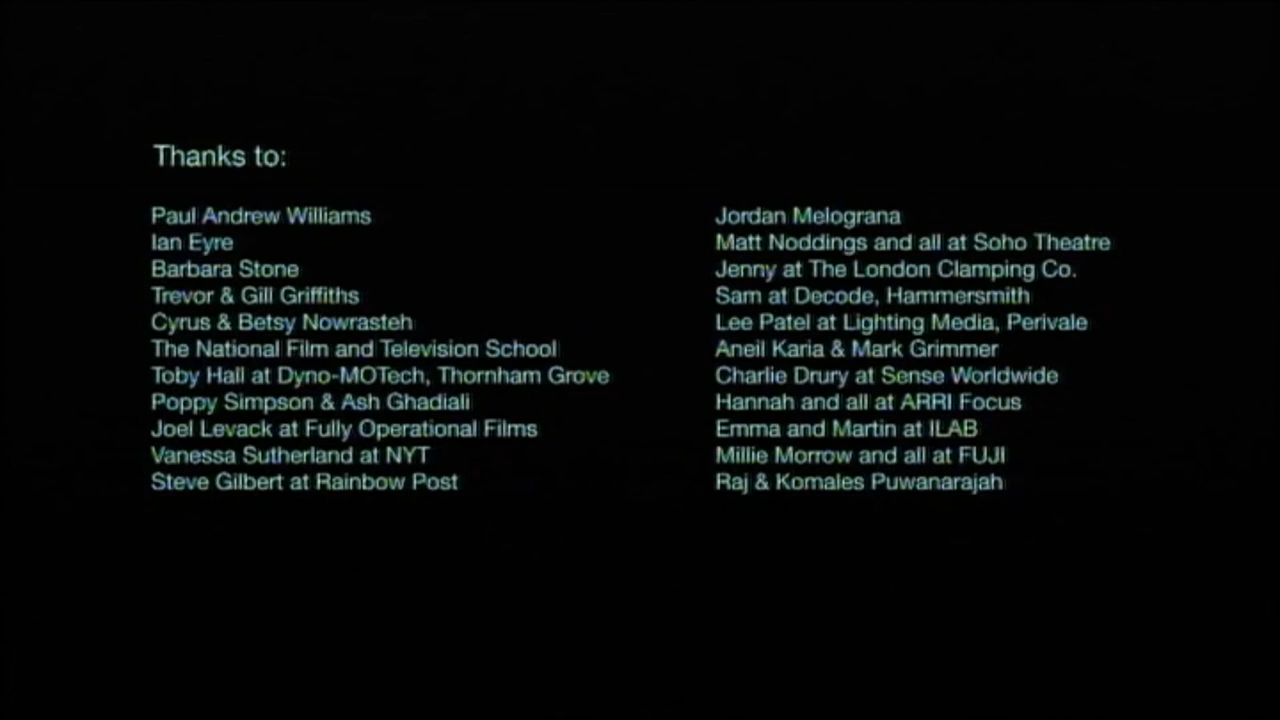 Thanks to:
Paul Andrew Williams
Ian Eyre
Barbara Stone
Trevor & Gill Griffiths
Cyrus & Betsy Nowrasteh
The National Film and Television School
Toby Hall at Dyno-MOTech, Thornham Grove
Poppy Simpson & Ash Ghadiali
Joel Levack at Fully Operational Films
Vanessa Sutherland at NYT
Steve Gilbert at Rainbow Post
Jordan Melograna
Matt Noddings and all at Soho Theatre
Jenny at The London Clamping Co.
Sam at Decode, Hammersmith
Lee Patel at Lighting Media, Perivale
Aneil Karia & Mark Grimmer
Charlie Drury at Sense Worldwide
Hannah and all at ARRI Focus
Emma and Martin at ILAB
Millie Morrow and all at FUJI
Raj & Komales Puwanarajah